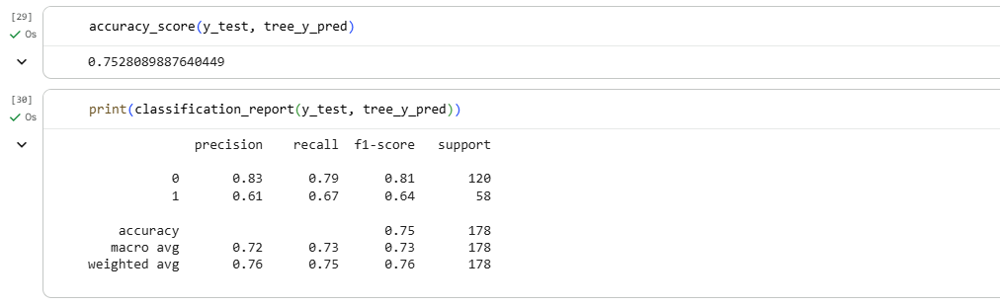 [29]
0s
accuracy_score(y_test, tree_y_pred)
0.7528089887640449
[30]
0s
print(classification_report(y_test, tree_y_pred))
precision recall f1-score support
0 0.83 0.79 0.81 120
1 0.61 0.67 0.64 58
accuracy 0.75 178
macro avg 0.72 0.73 0.73 178
weighted avg 0.76 0.75 0.76 178